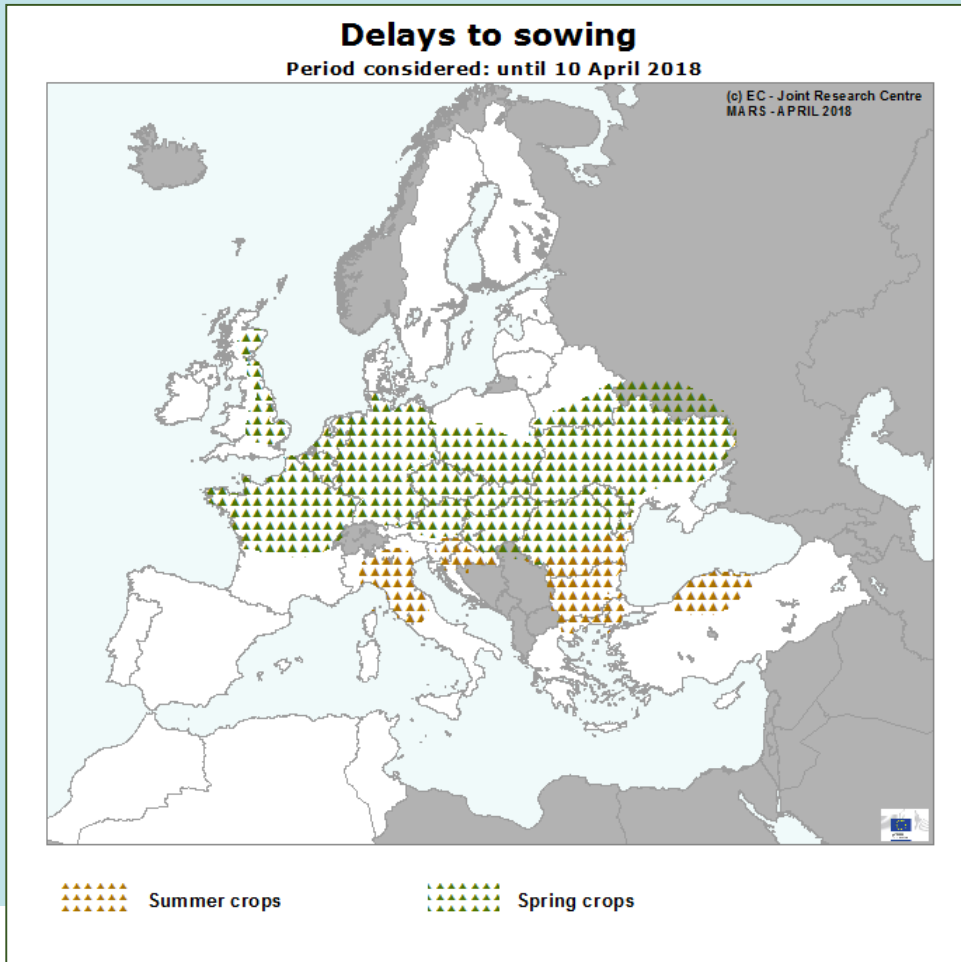 Delays to sowing
Period considered: until 10 April 2018
(c) EC - Joint Research Centre
MARS - APRIL 2018
Summer crops
Spring crops